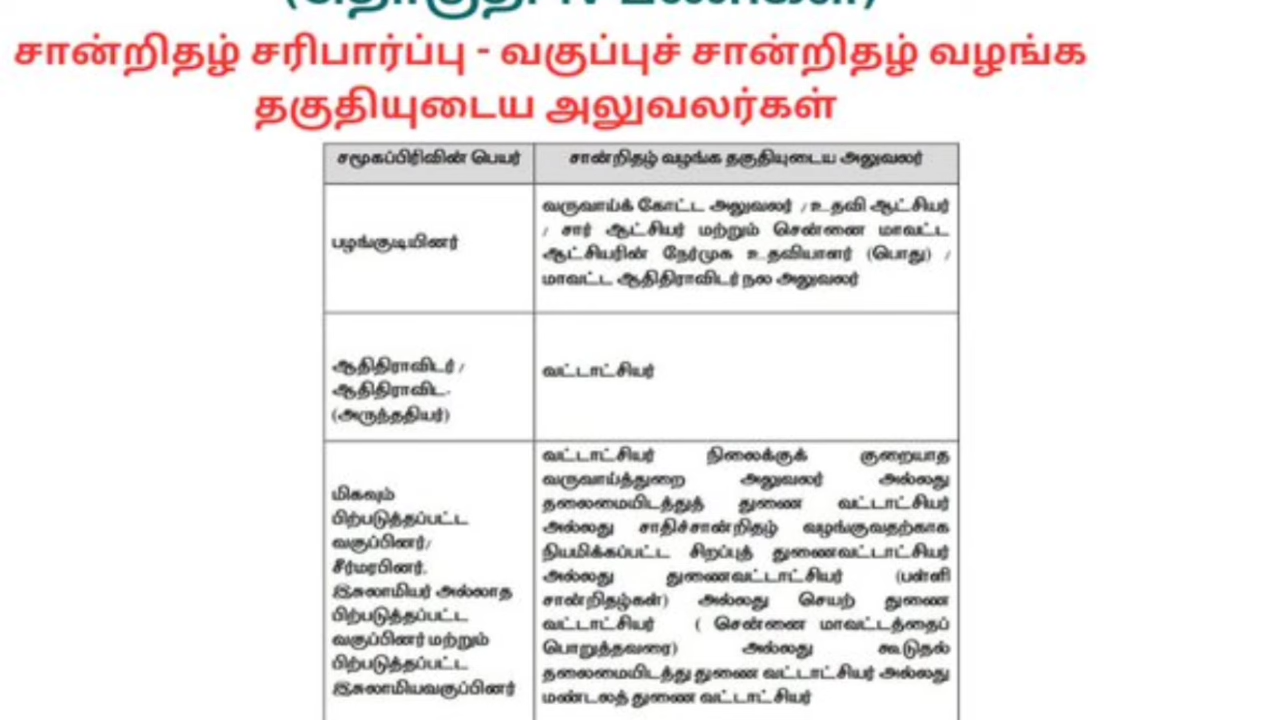 (தொகுதி IV பணிகள்)
சான்றிதழ் சரிபார்ப்பு - வகுப்புச் சான்றிதழ் வழங்க
தகுதியுடைய அலுவலர்கள்
சமூகப்பிரிவின் பெயர்
சான்றிதழ் வழங்க தகுதியுடைய அலுவலர்
பழங்குடியினர்
வருவாய்க் கோட்ட அலுவலர் / உதவி ஆட்சியர்
/ சார் ஆட்சியர் மற்றும் சென்னை மாவட்ட
ஆட்சியரின் நேர்முக உதவியாளர் (பொது) /
மாவட்ட ஆதிதிராவிடர் நல அலுவலர்
ஆதிதிராவிடர் /
ஆதிதிராவிட-
(அருந்ததியர்)
வட்டாட்சியர்
மிகவும்
பிற்படுத்தப்பட்ட
வகுப்பினர்/
சீர்மரபினர்,
இசுலாமியர் அல்லாத
பிற்படுத்தப்பட்ட
வகுப்பினர் மற்றும்
பிற்படுத்தப்பட்ட
இசுலாமியவகுப்பினர்
வட்டாட்சியர் நிலைக்குக் குறையாத
வருவாய்த்துறை அலுவலர் அல்லது
தலைமையிடத்துத் துணை வட்டாட்சியர்
அல்லது சாதிச்சான்றிதழ் வழங்குவதற்காக
நியமிக்கப்பட்ட சிறப்புத் துணைவட்டாட்சியர்
அல்லது துணைவட்டாட்சியர் (பள்ளி
சான்றிதழ்கள்) அல்லது செயற் துணை
வட்டாட்சியர் ( சென்னை மாவட்டத்தைப்
பொறுத்தவரை) அல்லது கூடுதல்
தலைமையிடத்து துணை வட்டாட்சியர் அல்லது
மண்டலத் துணை வட்டாட்சியர்